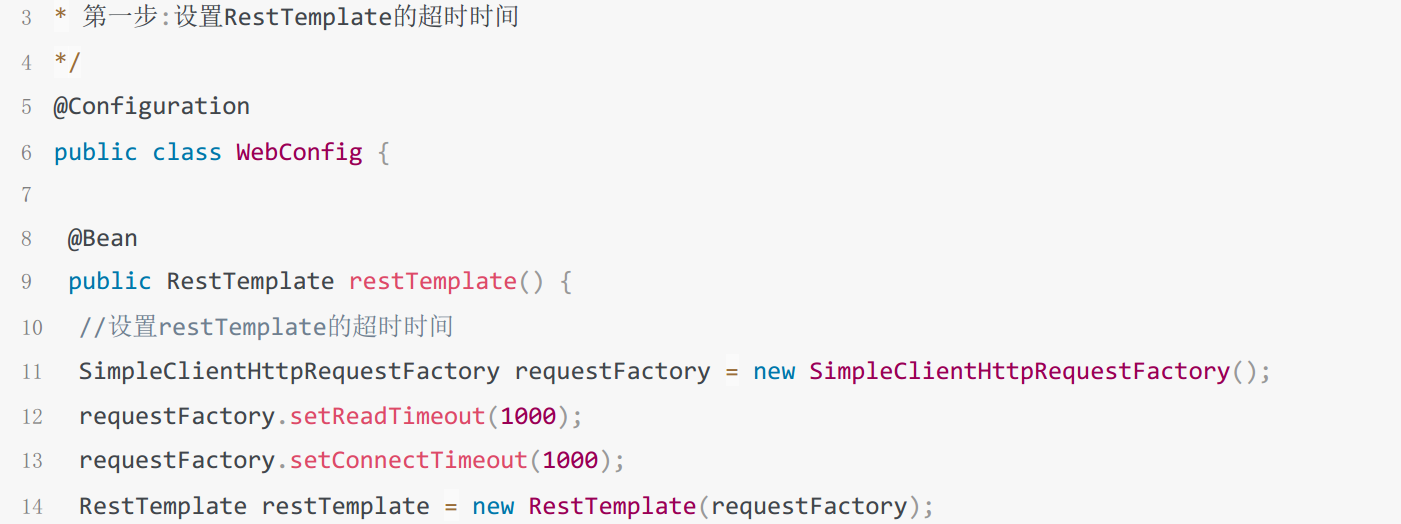 3 * 第一步:设置RestTemplate的超时时间
4 */
5 @Configuration
6 public class WebConfig {
7
8 @Bean
9 public RestTemplate restTemplate() {
10 //设置restTemplate的超时时间
11 SimpleClientHttpRequestFactory requestFactory = new SimpleClientHttpRequestFactory();
12 requestFactory.setReadTimeout(1000);
13 requestFactory.setConnectTimeout(1000);
14 RestTemplate restTemplate = new RestTemplate(requestFactory);